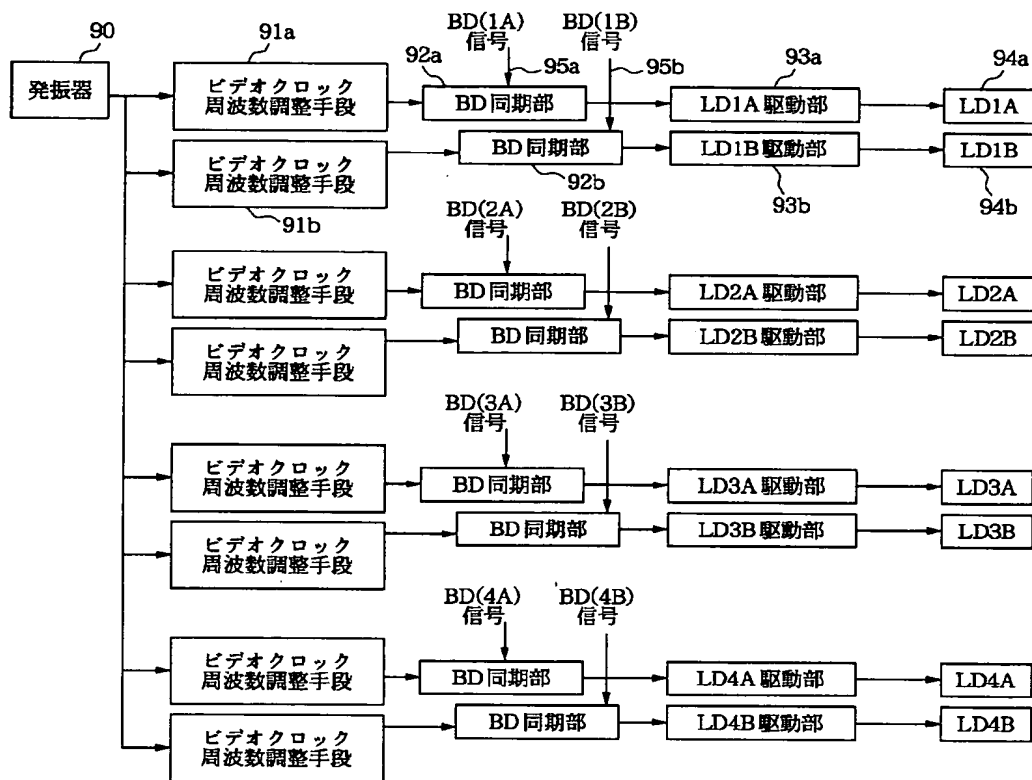 90
発振器
91a
ビデオクロック
周波数調整手段
92a
BD(1A)
信号
95a
BD同期部
BD(1B)
信号
95b
93a
LD1A駆動部
94a
LD1A
ビデオクロック
周波数調整手段
91b
BD同期部
92b
LD1B駆動部
93b
LD1B
94b
BD(2A)
信号
BD(2B)
信号
ビデオクロック
周波数調整手段
BD同期部
LD2A駆動部
LD2A
ビデオクロック
周波数調整手段
BD同期部
LD2B駆動部
LD2B
BD(3A)
信号
BD(3B)
信号
ビデオクロック
周波数調整手段
BD同期部
LD3A駆動部
LD3A
ビデオクロック
周波数調整手段
BD同期部
LD3B駆動部
LD3B
BD(4A)
信号
BD(4B)
信号
ビデオクロック
周波数調整手段
BD同期部
LD4A駆動部
LD4A
ビデオクロック
周波数調整手段
BD同期部
LD4B駆動部
LD4B